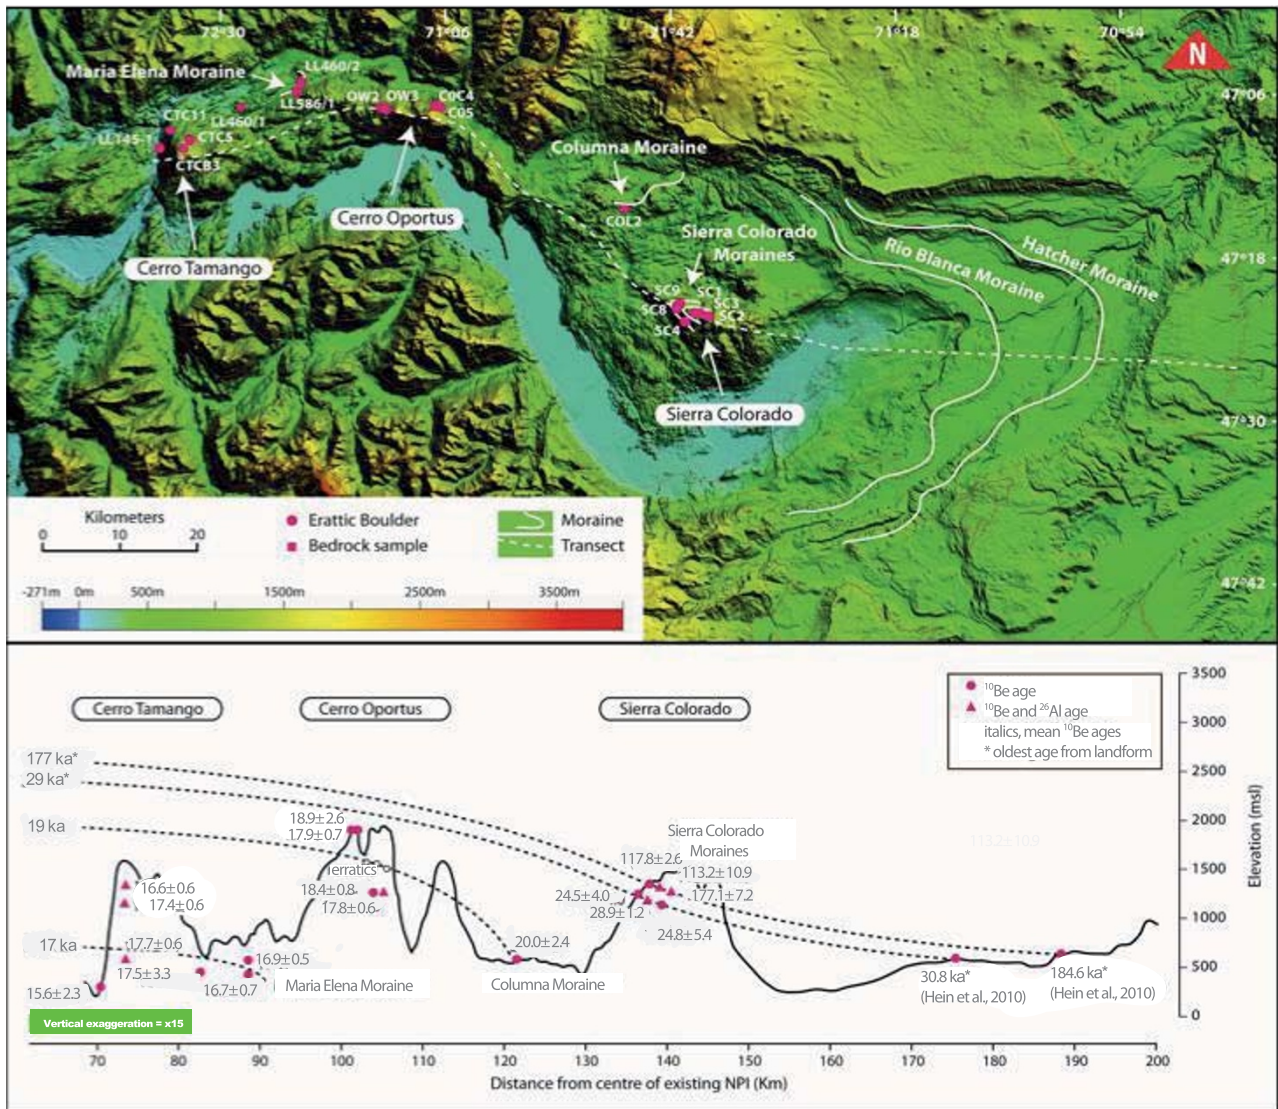 72°30
71°06
71°42
71°18
70°54
N
Maria Elena Moraine
LL460/2
LL586/1
OW2
OW3
C0C4
C05
47°06
CTC11
LL460/1
LL145-1
CTC5
CTCB3
Columna Moraine
COL2
Cerro Oportus
Cerro Tamango
Sierra Colorado
Moraines
Río Blanca Moraine
Hatcher Moraine
47°18
SC9
SC1
SC8
SC3
SC2
SC4
Sierra Colorado
47°30
47°42
Kilometers
0 10 20
Erattic Boulder
Bedrock sample
Moraine
Transect
-271m 0m 500m 1500m 2500m 3500m
Cerro Tamango
Cerro Oportus
Sierra Colorado
10Be age
10Be and 26Al age
italics, mean 10Be ages
* oldest age from landform
3500
3000
2500
2000
1500
1000
500
0
Elevation (msl)
177 ka*
29 ka*
19 ka
17 ka
18.9±2.6
17.9±0.7
Terratics
18.4±0.8
17.8±0.6
16.6±0.6
17.4±0.6
17.7±0.6
17.5±3.3
15.6±2.3
16.9±0.5
16.7±0.7
Maria Elena Moraine
20.0±2.4
Columna Moraine
Sierra Colorado
Moraines
117.8±2.6
113.2±10.9
113.2±10.9
24.5±4.0
177.1±7.2
28.9±1.2
24.8±5.4
30.8 ka*
(Hein et al., 2010)
184.6 ka*
(Hein et al., 2010)
Vertical exaggeration = x15
70 80 90 100 110 120 130 140 150 160 170 180 190 200
Distance from centre of existing NPI (Km)